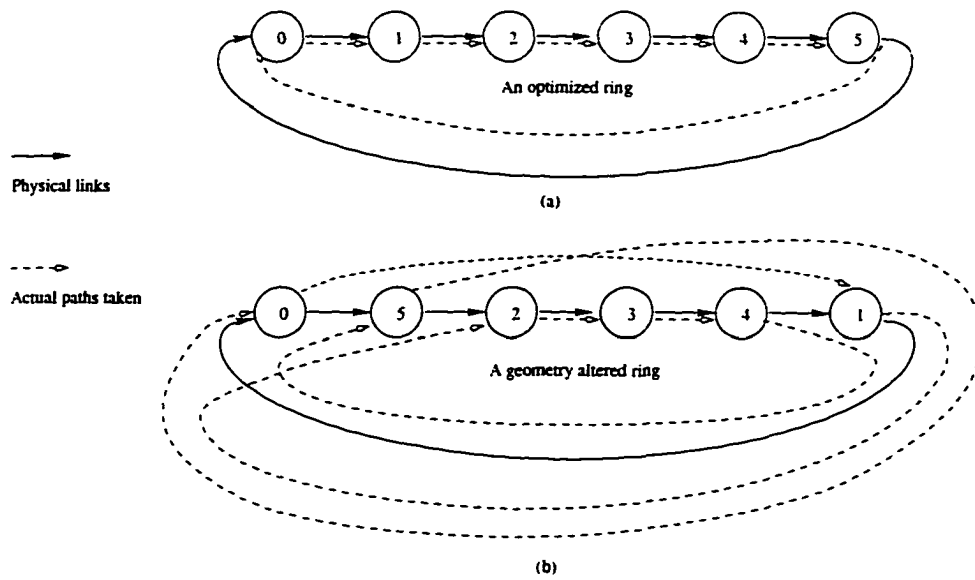 0 1 2 3 4 5
An optimized ring
Physical links
(a)
Actual paths taken
0 5 2 3 4 1
A geometry altered ring
(b)